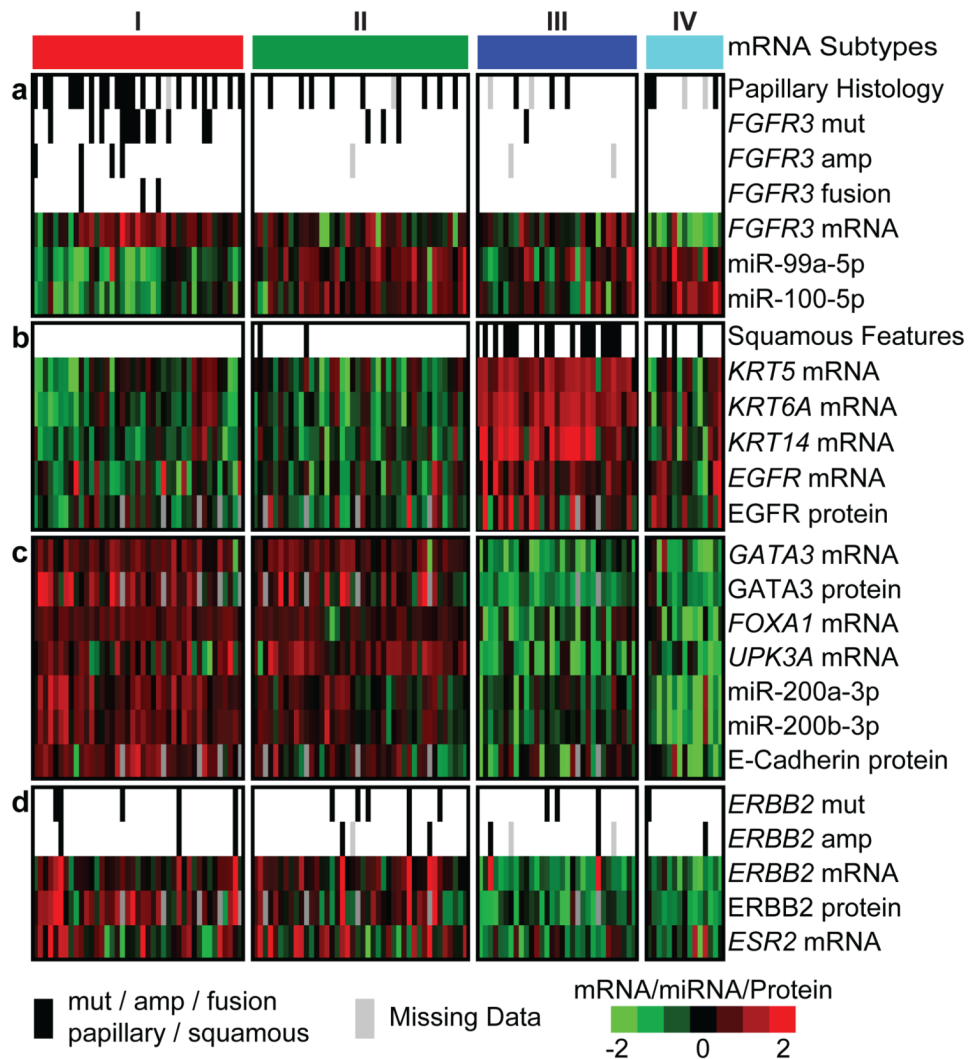 I II III IV
mRNA Subtypes
a
Papillary Histology
FGFR3 mut
FGFR3 amp
FGFR3 fusion
FGFR3 mRNA
miR-99a-5p
miR-100-5p
b
Squamous Features
KRT5 mRNA
KRT6A mRNA
KRT14 mRNA
EGFR mRNA
EGFR protein
c
GATA3 mRNA
GATA3 protein
FOXA1 mRNA
UPK3A mRNA
miR-200a-3p
miR-200b-3p
E-Cadherin protein
d
ERBB2 mut
ERBB2 amp
ERBB2 mRNA
ERBB2 protein
ESR2 mRNA
mut / amp / fusion
papillary / squamous
Missing Data
mRNA/miRNA/Protein
-2 0 2